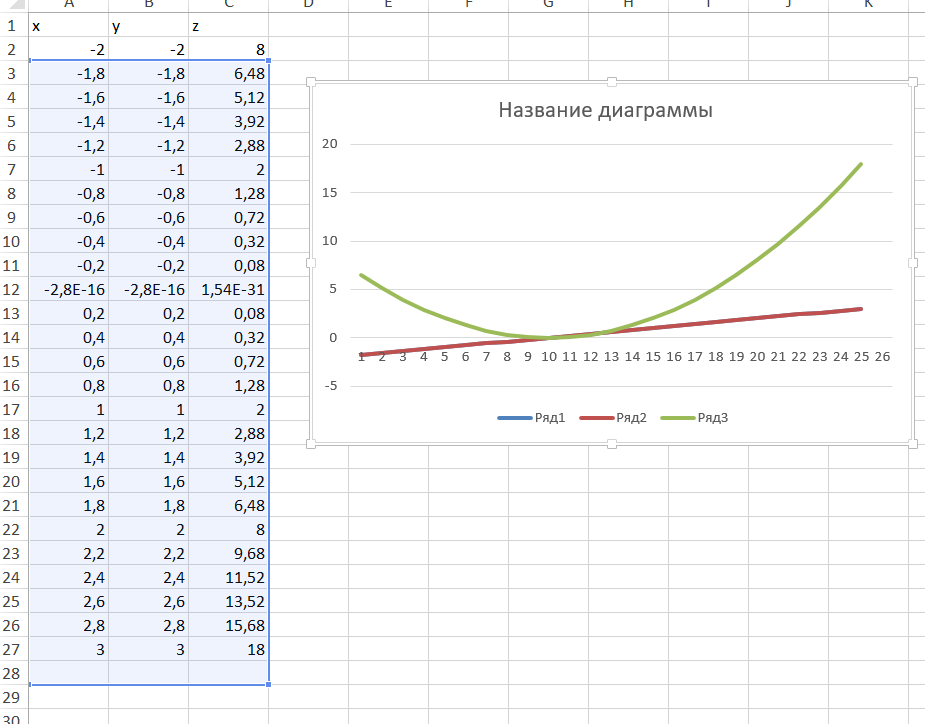 A B C D E F G H I J K
1 x y z
2 -2 -2 8
3 -1,8 -1,8 6,48
4 -1,6 -1,6 5,12
5 -1,4 -1,4 3,92
6 -1,2 -1,2 2,88
7 -1 -1 2
8 -0,8 -0,8 1,28
9 -0,6 -0,6 0,72
10 -0,4 -0,4 0,32
11 -0,2 -0,2 0,08
12 -2,8E-16 -2,8E-16 1,54E-31
13 0,2 0,2 0,08
14 0,4 0,4 0,32
15 0,6 0,6 0,72
16 0,8 0,8 1,28
17 1 1 2
18 1,2 1,2 2,88
19 1,4 1,4 3,92
20 1,6 1,6 5,12
21 1,8 1,8 6,48
22 2 2 8
23 2,2 2,2 9,68
24 2,4 2,4 11,52
25 2,6 2,6 13,52
26 2,8 2,8 15,68
27 3 3 18
28
29
30
Название диаграммы
20
15
10
5
0
1 2 3 4 5 6 7 8 9 10 11 12 13 14 15 16 17 18 19 20 21 22 23 24 25 26
-5
Ряд1 Ряд2 Ряд3